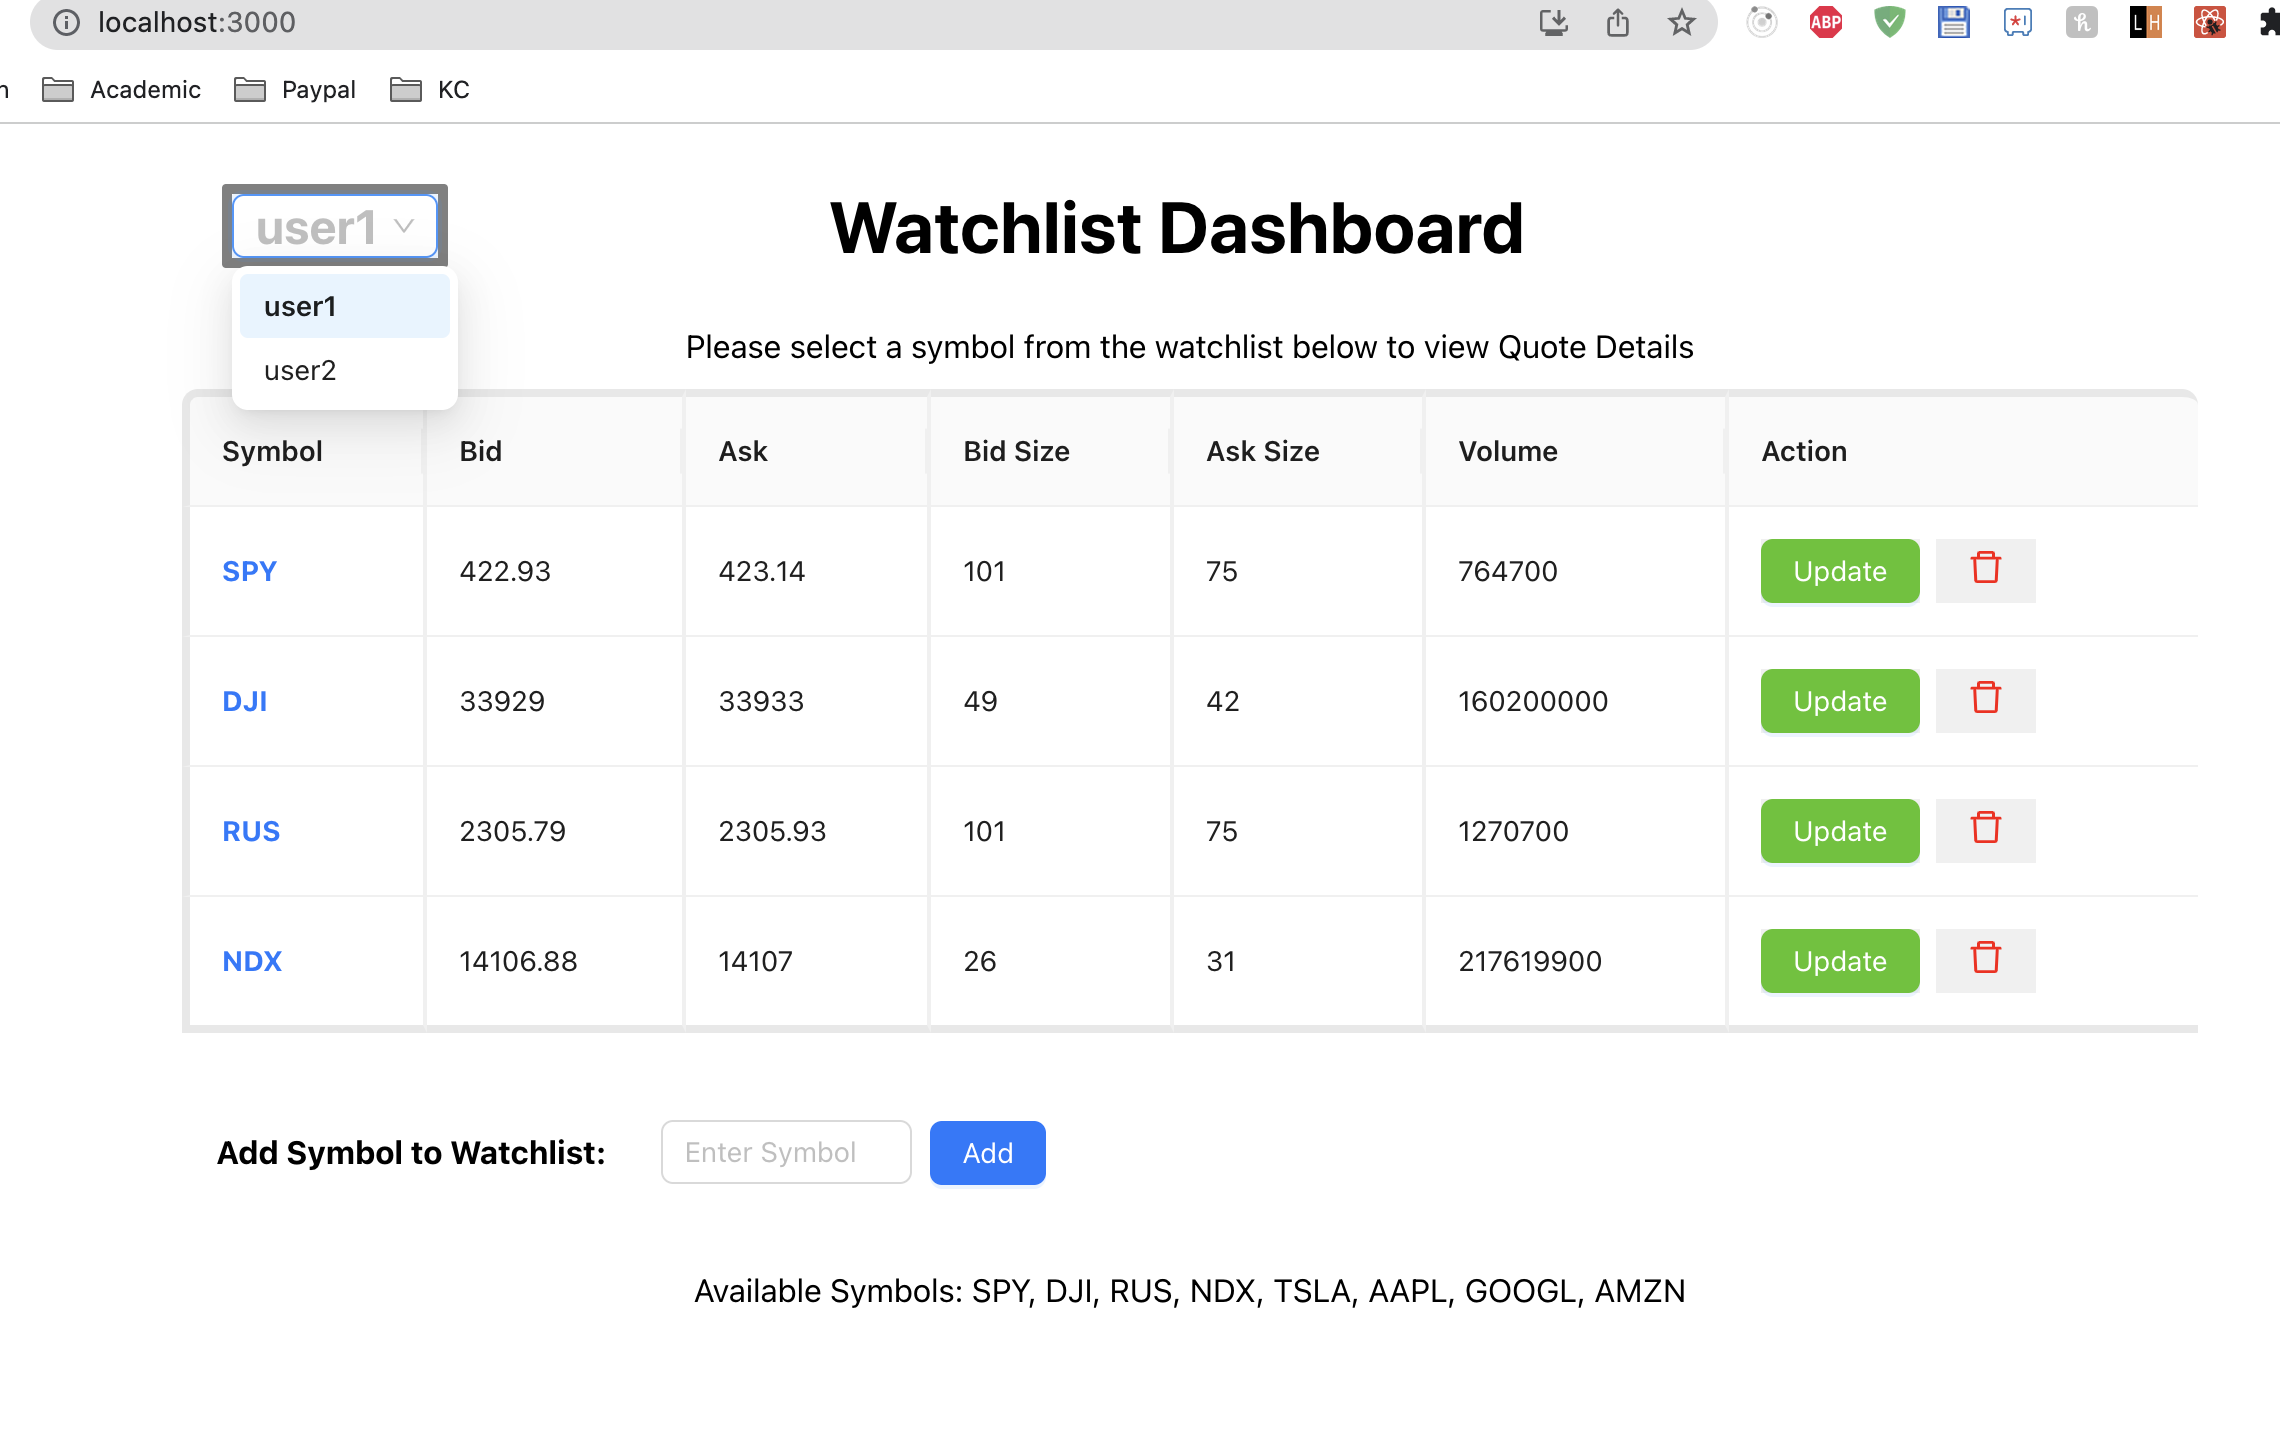 localhost:3000
ABP
LH
n Academic Paypal KC
user1
Watchlist Dashboard
user1
user2
Please select a symbol from the watchlist below to view Quote Details
Symbol Bid Ask Bid Size Ask Size Volume Action
SPY 422.93 423.14 101 75 764700 Update
DJI 33929 33933 49 42 160200000 Update
RUS 2305.79 2305.93 101 75 1270700 Update
NDX 14106.88 14107 26 31 217619900 Update
Add Symbol to Watchlist: Enter Symbol Add
Available Symbols: SPY, DJI, RUS, NDX, TSLA, AAPL, GOOGL, AMZN